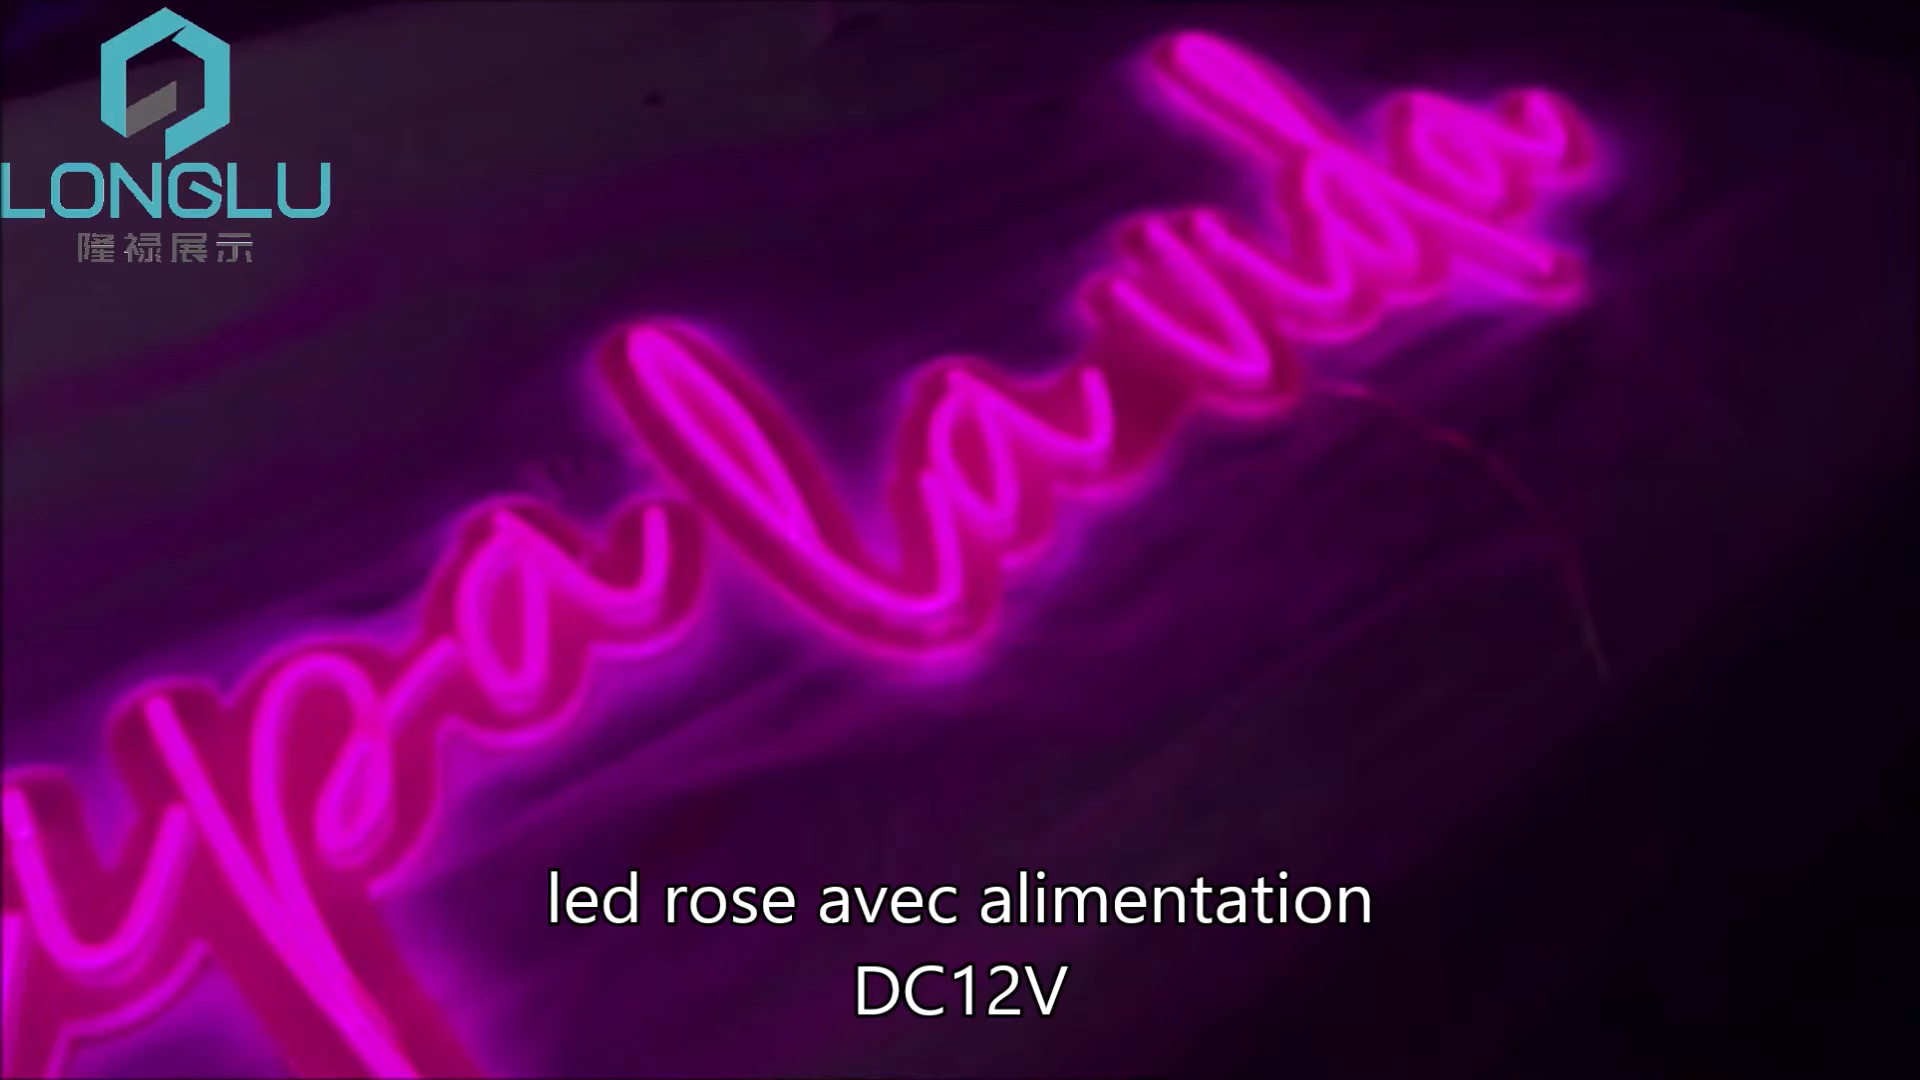 LONGLU
隆禄展示
led rose avec alimentation
DC12V